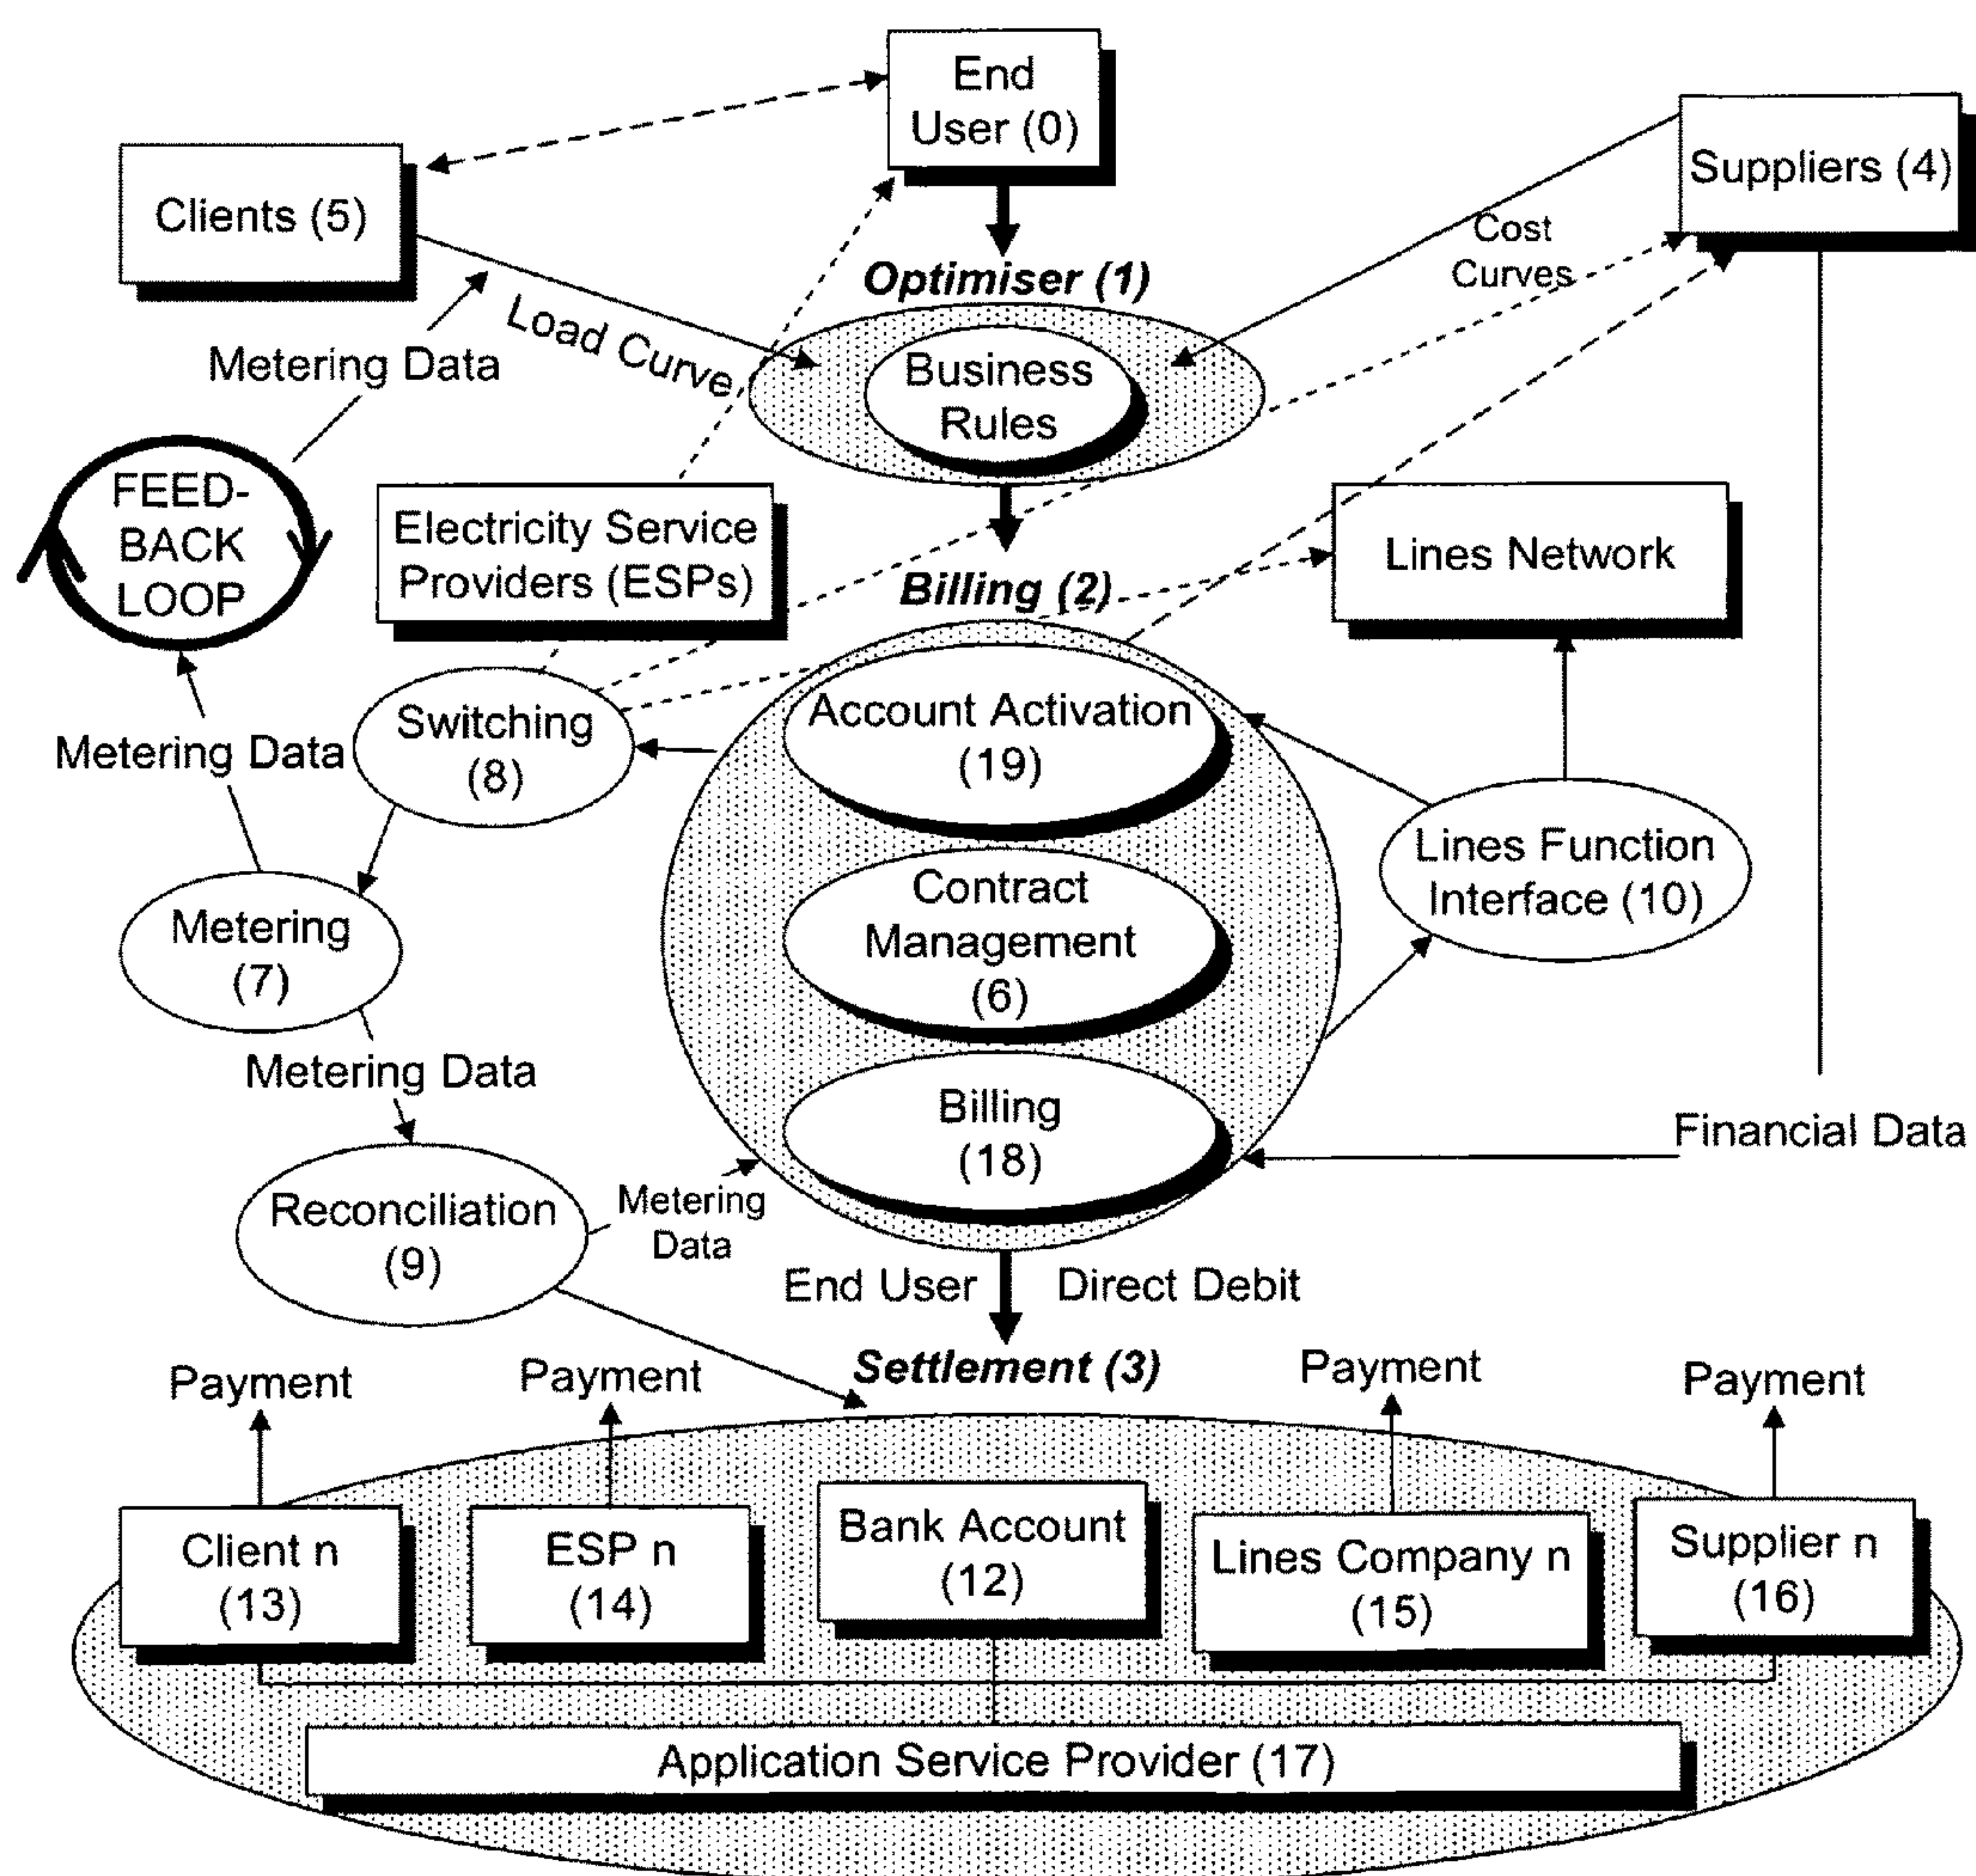 End
User (0)
Suppliers (4)
Clients (5)
Cost
Curves
Optimiser (1)
Load Curve
Metering Data
Business
Rules
FEED-
BACK
LOOP
Electricity Service
Providers (ESPs)
Lines Network
Billing (2)
Switching
(8)
Account Activation
(19)
Metering Data
Lines Function
Interface (10)
Contract
Management
(6)
Metering
(7)
Metering Data
Billing
(18)
Financial Data
Reconciliation
(9)
Metering
Data
End User
Direct Debit
Settlement (3)
Payment
Payment
Payment
Payment
Client n
(13)
ESP n
(14)
Bank Account
(12)
Lines Company n
(15)
Supplier n
(16)
Application Service Provider (17)